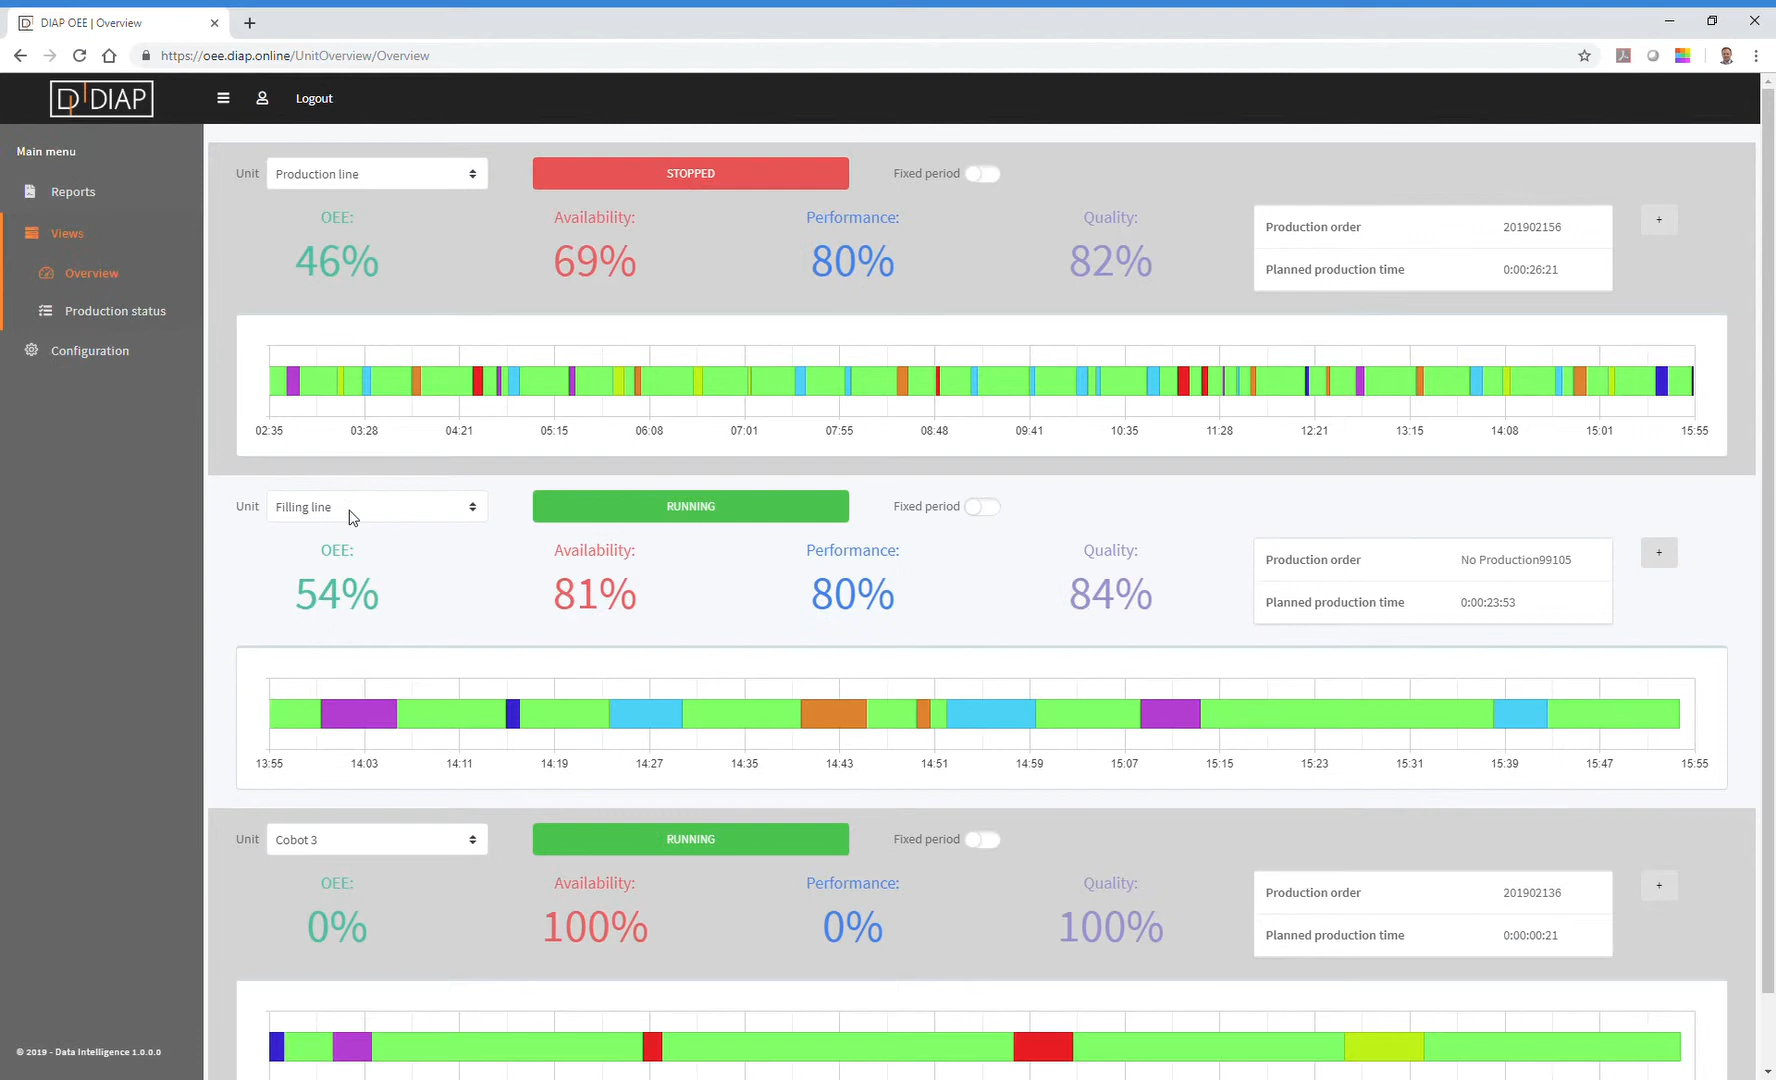 DIAP OEE | Overview
https://oee.diap.online/UnitOverview/Overview
DIAP
Logout
Main menu
Reports
Views
Overview
Production status
Configuration
© 2019 - Data Intelligence 1.0.0.0
Unit Production line STOPPED Fixed period
OEE: Availability: Performance: Quality:
46% 69% 80% 82%
Production order 201902156 +
Planned production time 0:00:26:21
02:35 03:28 04:21 05:15 06:08 07:01 07:55 08:48 09:41 10:35 11:28 12:21 13:15 14:08 15:01 15:55
Unit Filling line RUNNING Fixed period
OEE: Availability: Performance: Quality:
54% 81% 80% 84%
Production order No Production99105 +
Planned production time 0:00:23:53
13:55 14:03 14:11 14:19 14:27 14:35 14:43 14:51 14:59 15:07 15:15 15:23 15:31 15:39 15:47 15:55
Unit Cobot 3 RUNNING Fixed period
OEE: Availability: Performance: Quality:
0% 100% 0% 100%
Production order 201902136 +
Planned production time 0:00:00:21